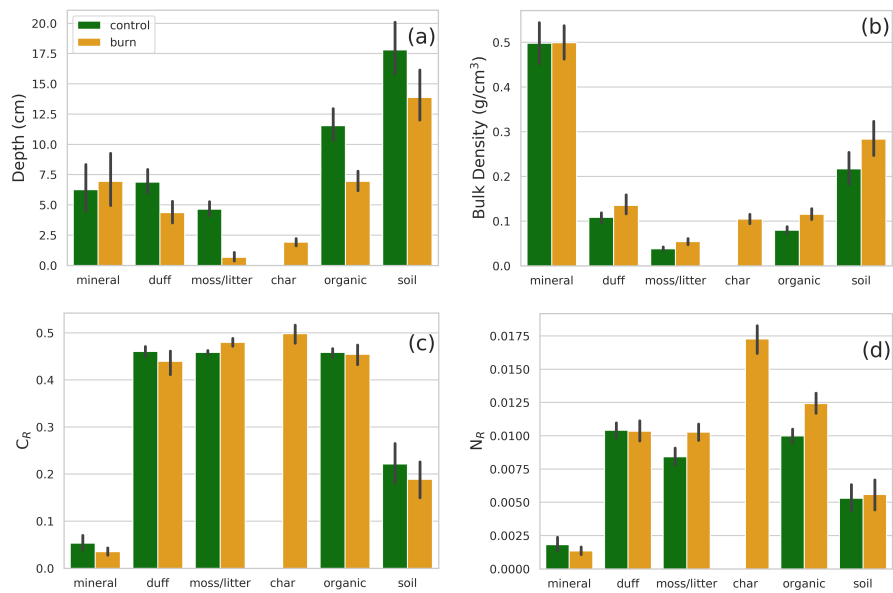 20.0
17.5
15.0
12.5
10.0
7.5
5.0
2.5
0.0
Depth (cm)
control
burn
(a)
mineral duff moss/litter char organic soil
0.5
0.4
0.3
0.2
0.1
0.0
Bulk Density (g/cm³)
(b)
mineral duff moss/litter char organic soil
0.5
0.4
0.3
0.2
0.1
0.0
C_R
(c)
mineral duff moss/litter char organic soil
0.0175
0.0150
0.0125
0.0100
0.0075
0.0050
0.0025
0.0000
N_R
(d)
mineral duff moss/litter char organic soil